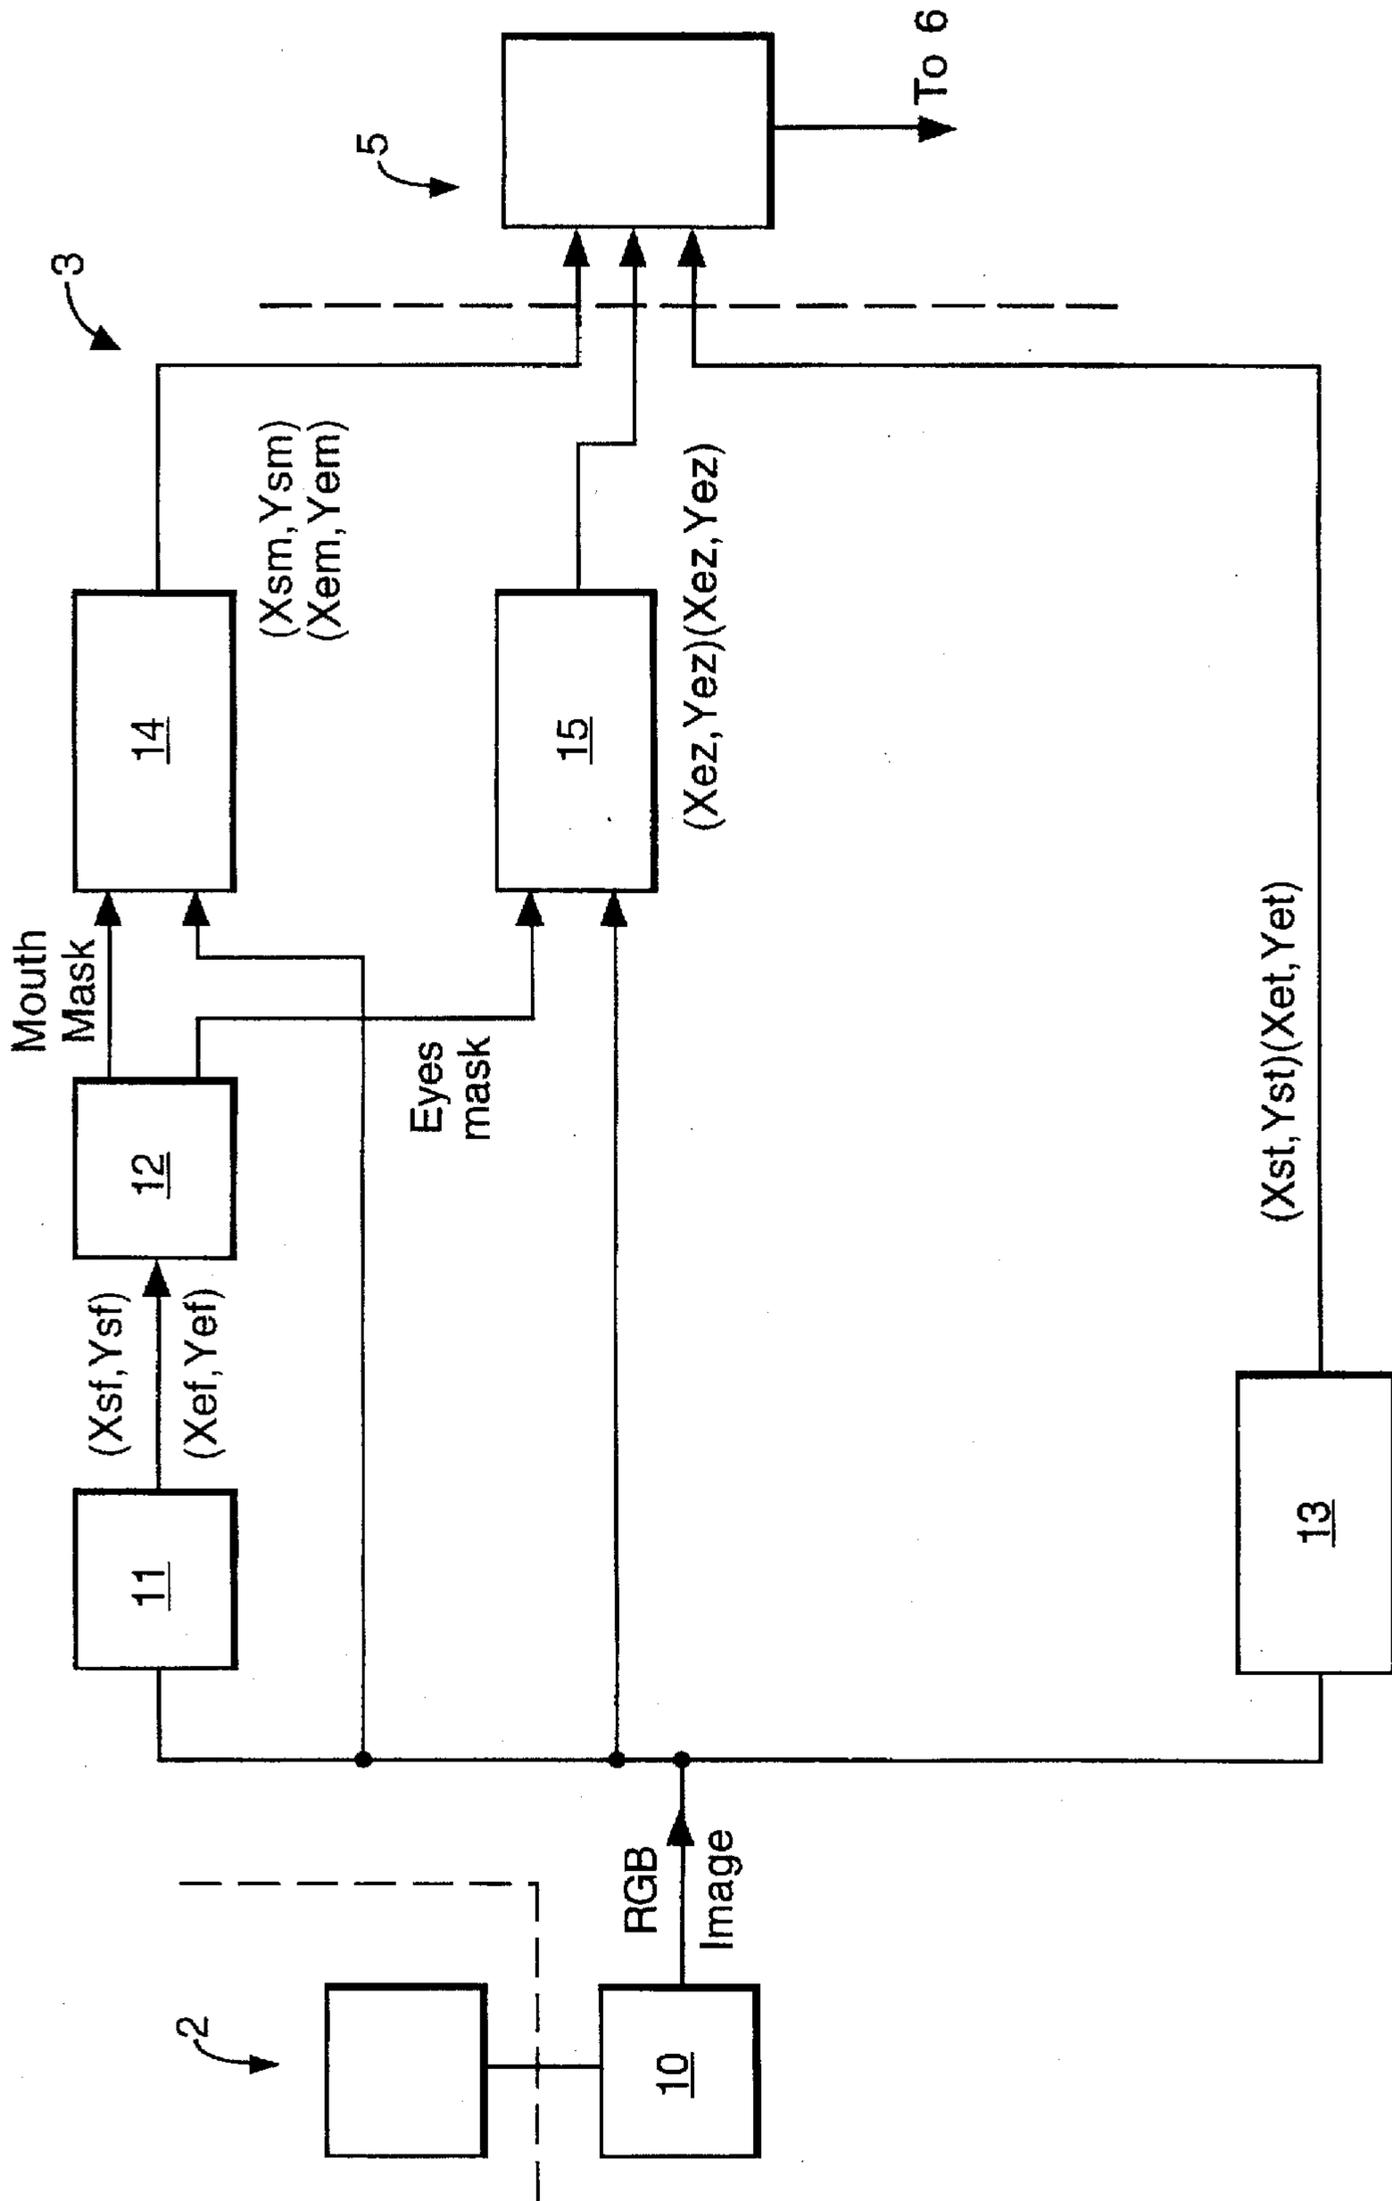 2
10
RGB
Image
11
(Xsf,Ysf)
(Xef,Yef)
12
Mouth
Mask
Eyes
mask
14
(Xsm,Ysm)
(Xem,Yem)
15
(Xez,Yez)(Xez,Yez)
13
(Xst,Yst)(Xet,Yet)
3
5
To 6